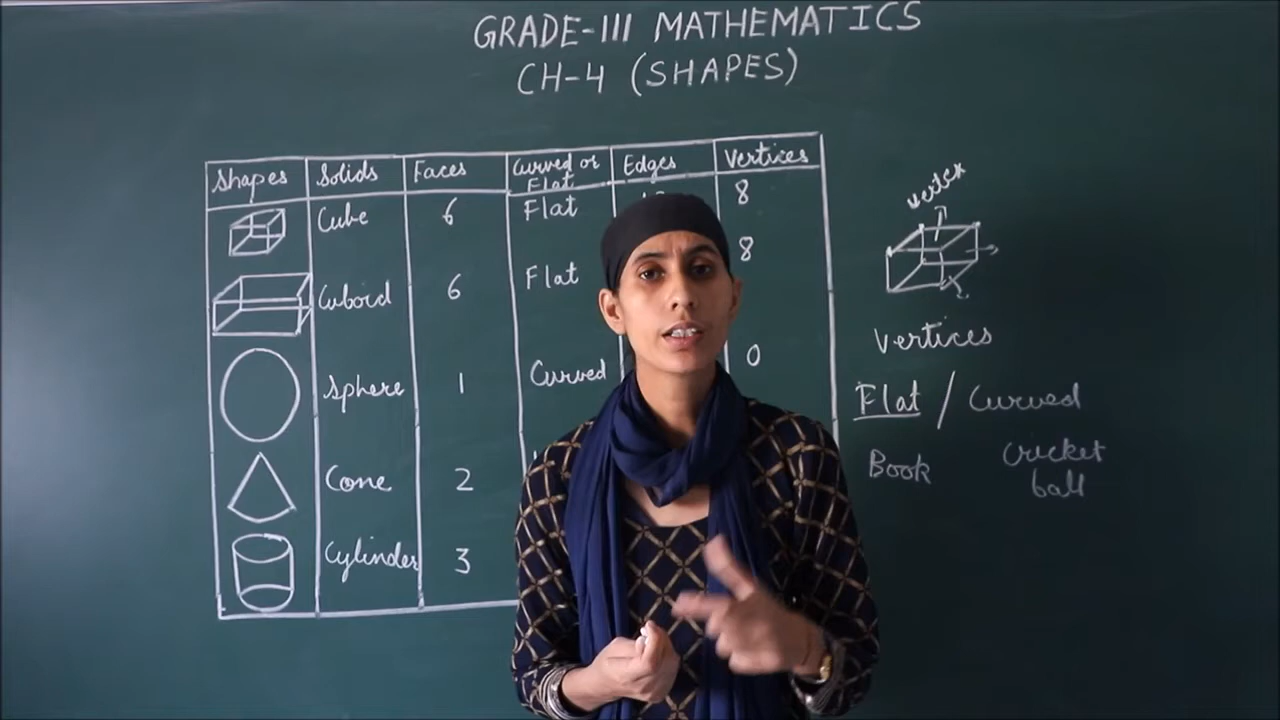 GRADE-III MATHEMATICS
CH-4 (SHAPES)
Shapes Solids Faces Curved or Flat Edges Vertices
Cube 6 Flat 8
Cuboid 6 Flat 8
Sphere 1 Curved 0
Cone 2
Cylinder 3
Vertex
Vertices
Flat / Curved
Book Cricket
ball